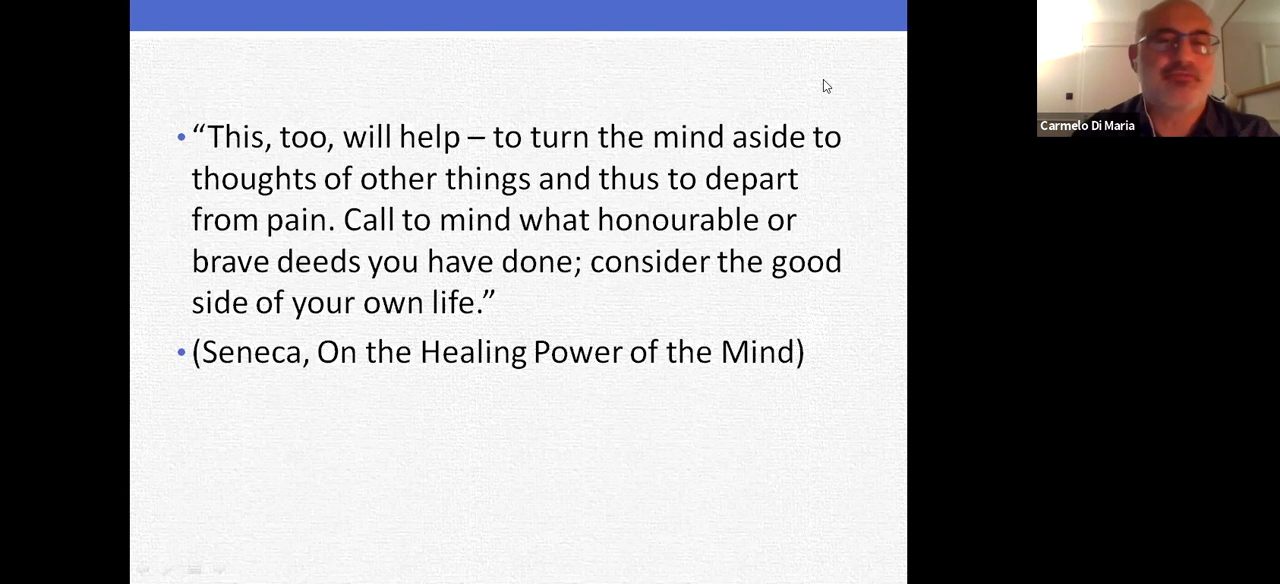 • “This, too, will help – to turn the mind aside to
thoughts of other things and thus to depart
from pain. Call to mind what honourable or
brave deeds you have done; consider the good
side of your own life.”
• (Seneca, On the Healing Power of the Mind)
Carmelo Di Maria